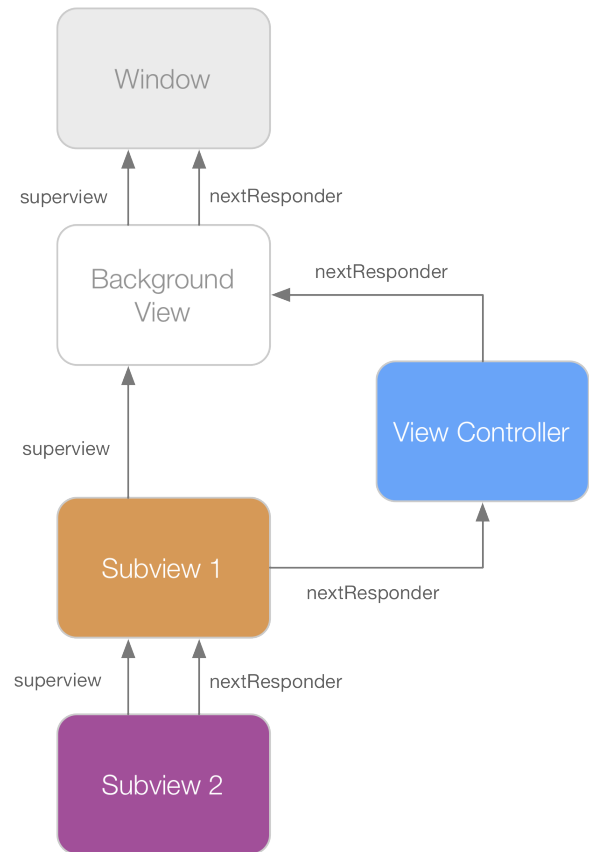 Window
superview
nextResponder
Background
View
nextResponder
View Controller
superview
Subview 1
nextResponder
superview
nextResponder
Subview 2